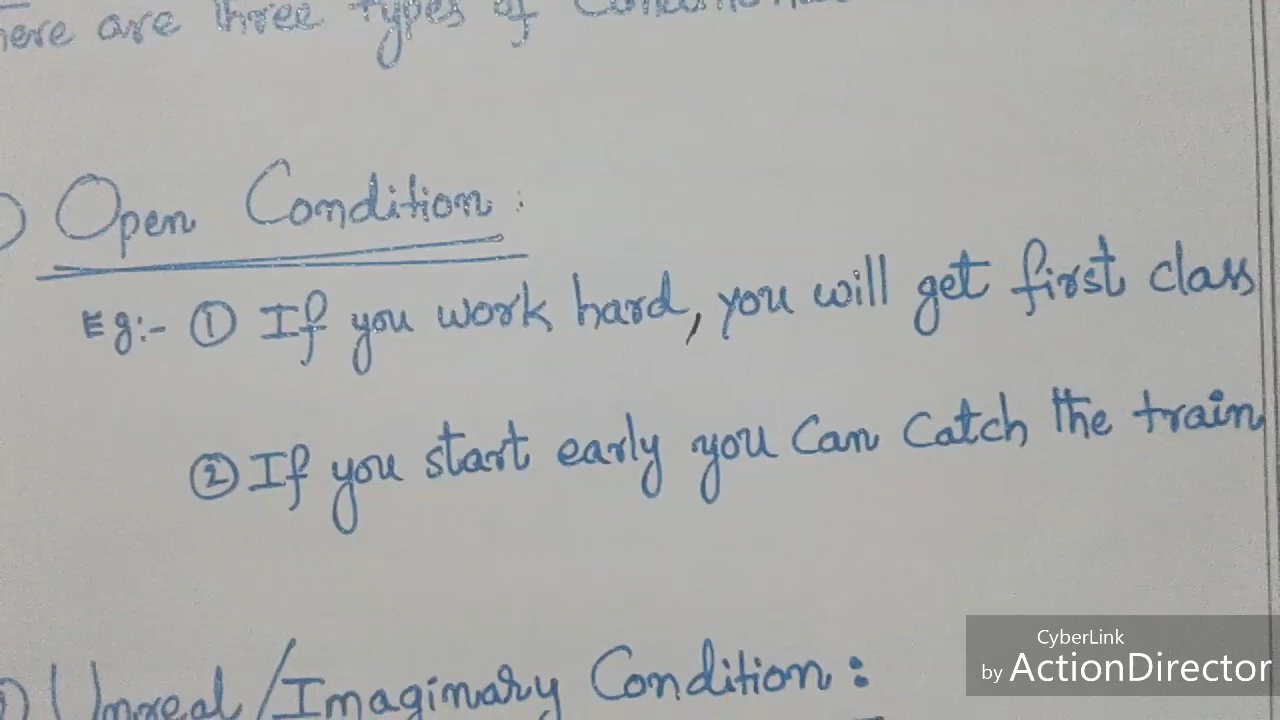 are three types of
Open Condition:
Eg:- ① If you work hard, you will get first class
② If you start early you Can Catch the train
Unreal/Imaginary Condition:
CyberLink
by ActionDirector